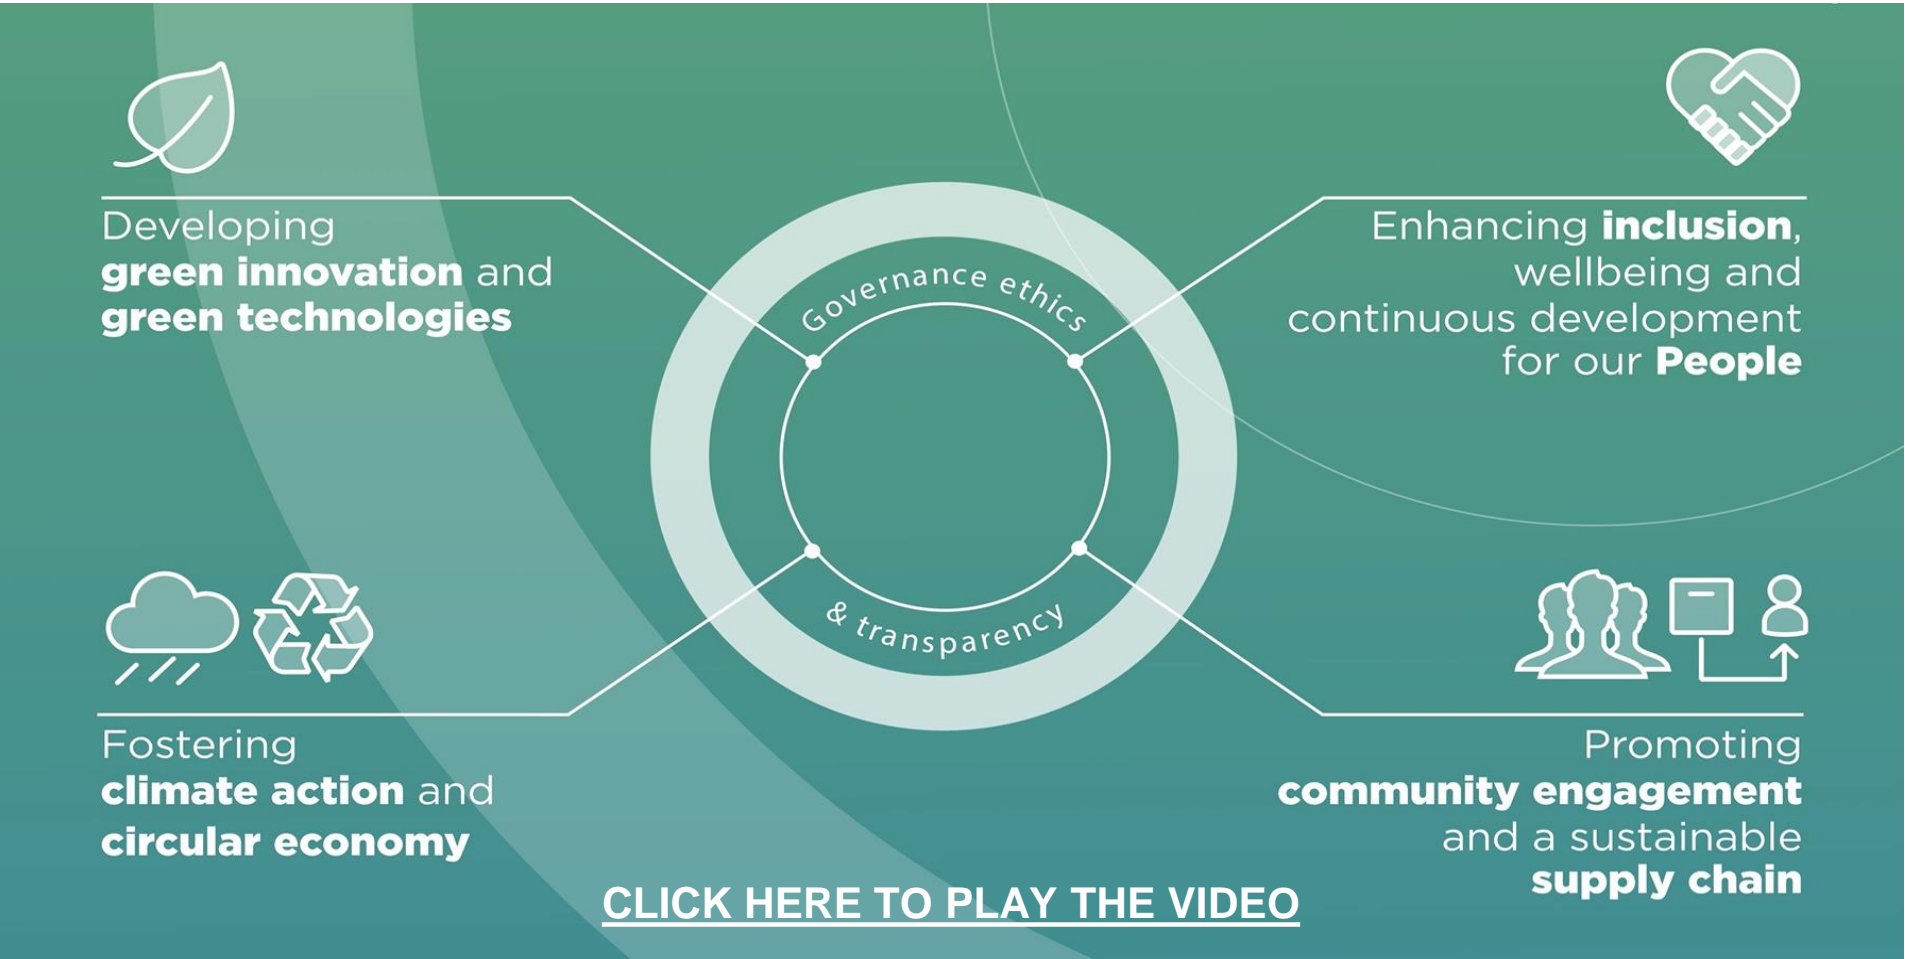 Developing
green innovation and
green technologies
Enhancing inclusion,
wellbeing and
continuous development
for our People
Governance ethics
& transparency
Fostering
climate action and
circular economy
Promoting
community engagement
and a sustainable
supply chain
CLICK HERE TO PLAY THE VIDEO